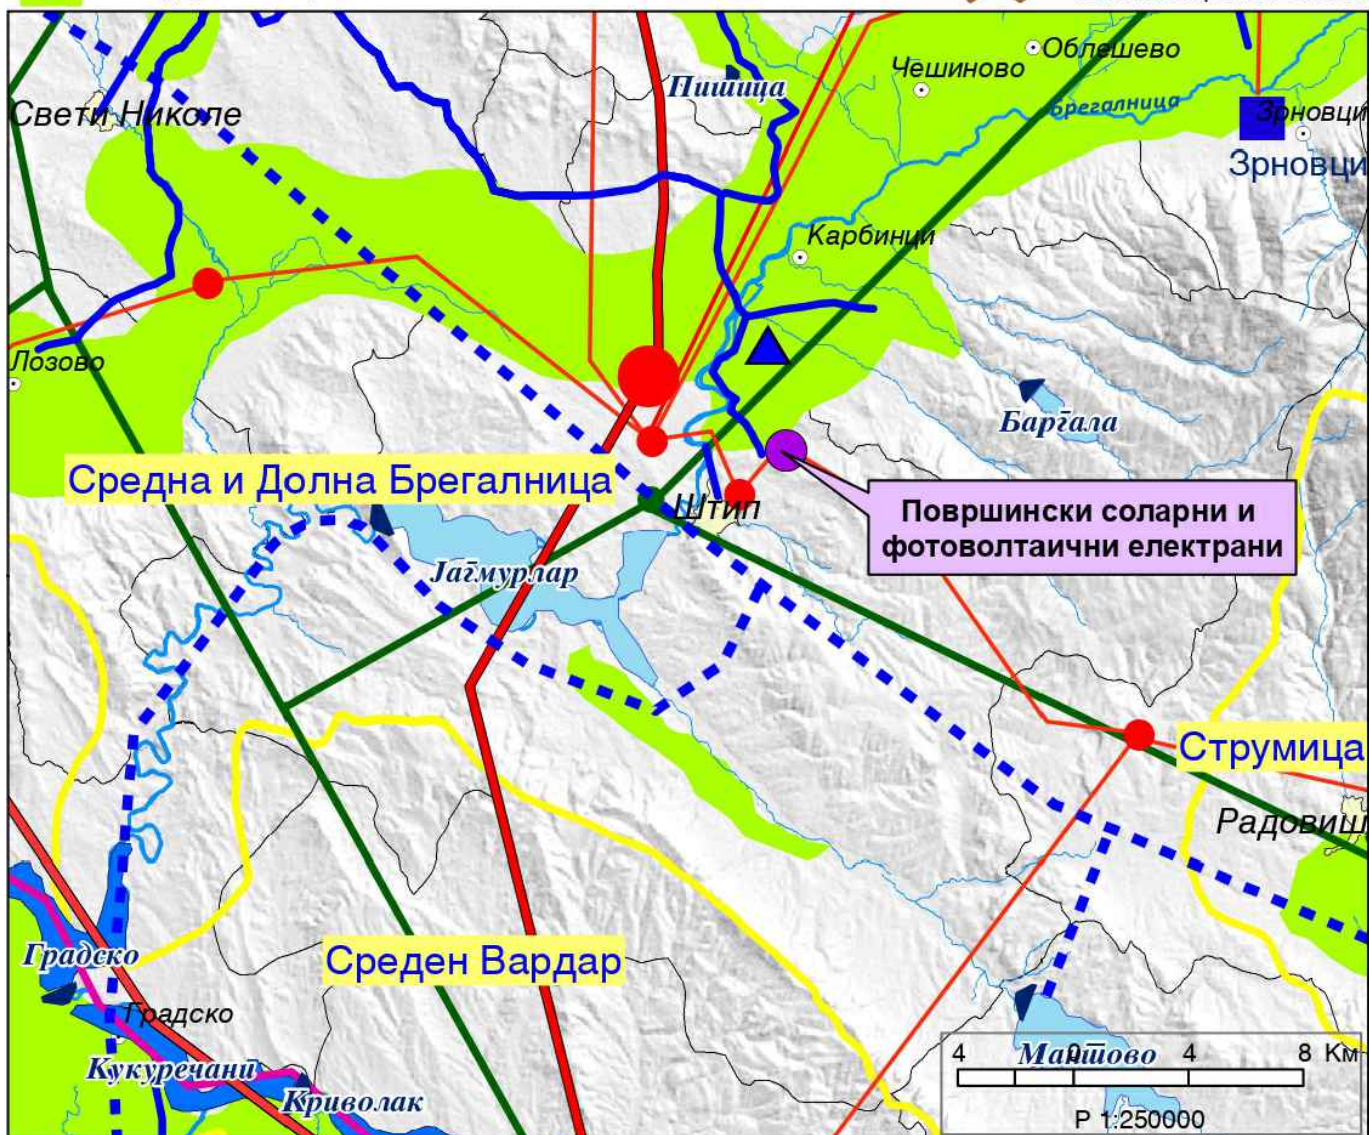 Облешево
Чешиново
Пишица
Брегалница
Свети Николе
Зрновци
Зрновци
Карбинци
Лозово
Баргала
Средна и Долна Брегалница
Штип
Површински соларни и
фотоволтаични електрани
Јагмурлар
Струмица
Радовиш
Градско
Среден Вардар
Градско
4 0 4 8 Км
Мантово
Кукуречани
Криволак
Р 1:250000